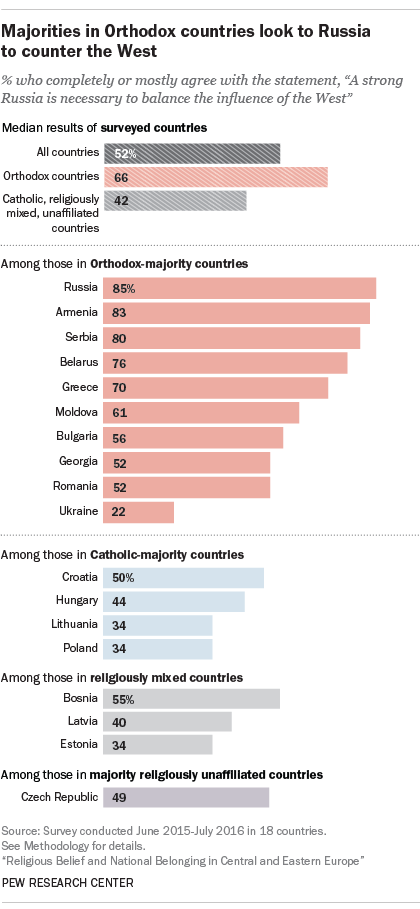 Majorities in Orthodox countries look to Russia
to counter the West
% who completely or mostly agree with the statement, “A strong
Russia is necessary to balance the influence of the West”
Median results of surveyed countries
All countries 52%
Orthodox countries 66
Catholic, religiously 42
mixed, unaffiliated
countries
Among those in Orthodox-majority countries
Russia 85%
Armenia 83
Serbia 80
Belarus 76
Greece 70
Moldova 61
Bulgaria 56
Georgia 52
Romania 52
Ukraine 22
Among those in Catholic-majority countries
Croatia 50%
Hungary 44
Lithuania 34
Poland 34
Among those in religiously mixed countries
Bosnia 55%
Latvia 40
Estonia 34
Among those in majority religiously unaffiliated countries
Czech Republic 49
Source: Survey conducted June 2015-July 2016 in 18 countries.
See Methodology for details.
“Religious Belief and National Belonging in Central and Eastern Europe”
PEW RESEARCH CENTER